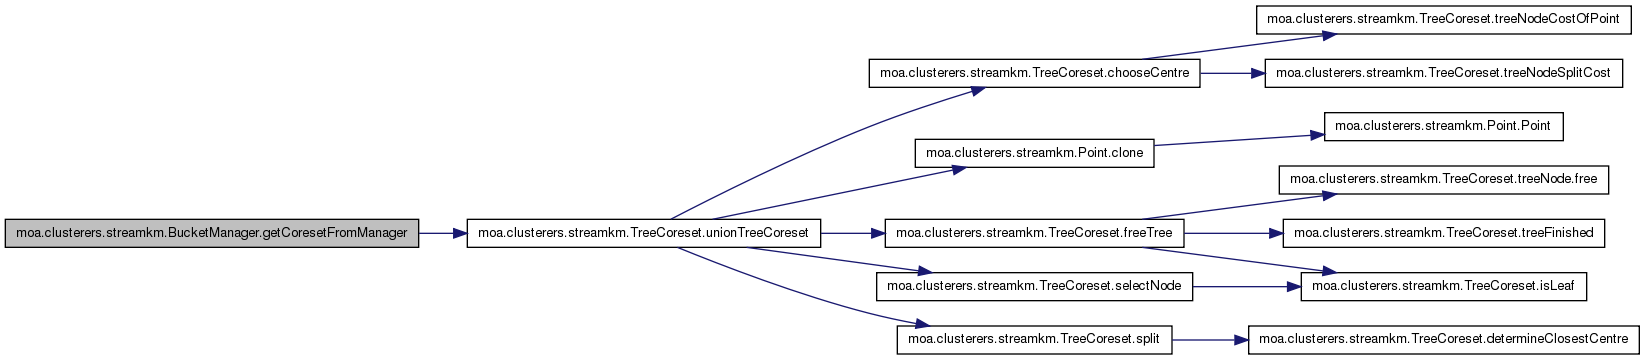 moa.clusterers.streamkm.TreeCoreset.treeNodeCostOfPoint
moa.clusterers.streamkm.TreeCoreset.chooseCentre
moa.clusterers.streamkm.TreeCoreset.treeNodeSplitCost
moa.clusterers.streamkm.Point.Point
moa.clusterers.streamkm.Point.clone
moa.clusterers.streamkm.TreeCoreset.treeNode.free
moa.clusterers.streamkm.BucketManager.getCoresetFromManager
moa.clusterers.streamkm.TreeCoreset.unionTreeCoreset
moa.clusterers.streamkm.TreeCoreset.freeTree
moa.clusterers.streamkm.TreeCoreset.treeFinished
moa.clusterers.streamkm.TreeCoreset.selectNode
moa.clusterers.streamkm.TreeCoreset.isLeaf
moa.clusterers.streamkm.TreeCoreset.split
moa.clusterers.streamkm.TreeCoreset.determineClosestCentre